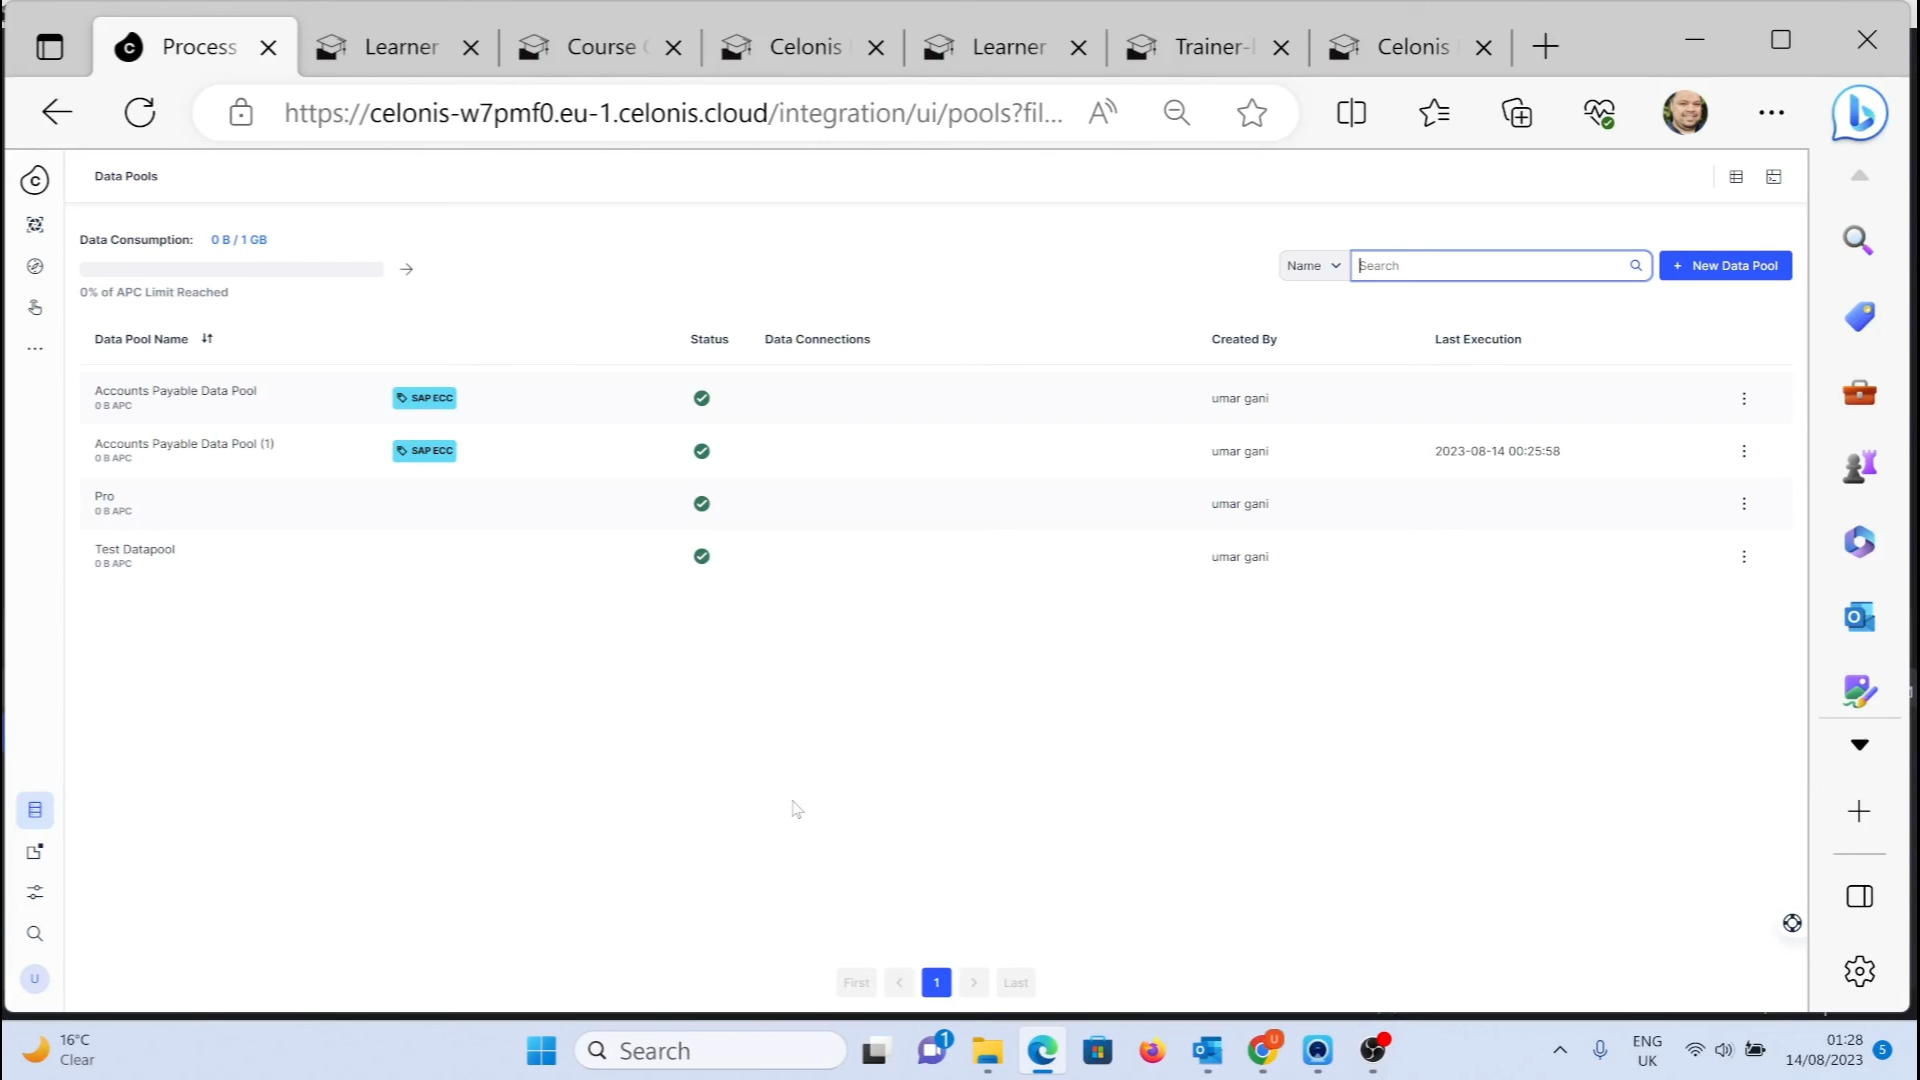 Process
Learner
Course
Celonis
Learner
Trainer-
Celonis
https://celonis-w7pmf0.eu-1.celonis.cloud/integration/ui/pools?fil...
Data Pools
Data Consumption: 0 B / 1 GB
0% of APC Limit Reached
Name
Search
+ New Data Pool
Data Pool Name
Status
Data Connections
Created By
Last Execution
Accounts Payable Data Pool
0 B APC
SAP ECC
umar gani
Accounts Payable Data Pool (1)
0 B APC
SAP ECC
umar gani
2023-08-14 00:25:58
Pro
0 B APC
umar gani
Test Datapool
0 B APC
umar gani
U
First
1
Last
16°C
Clear
Search
1
U
ENG
UK
01:28
14/08/2023
5